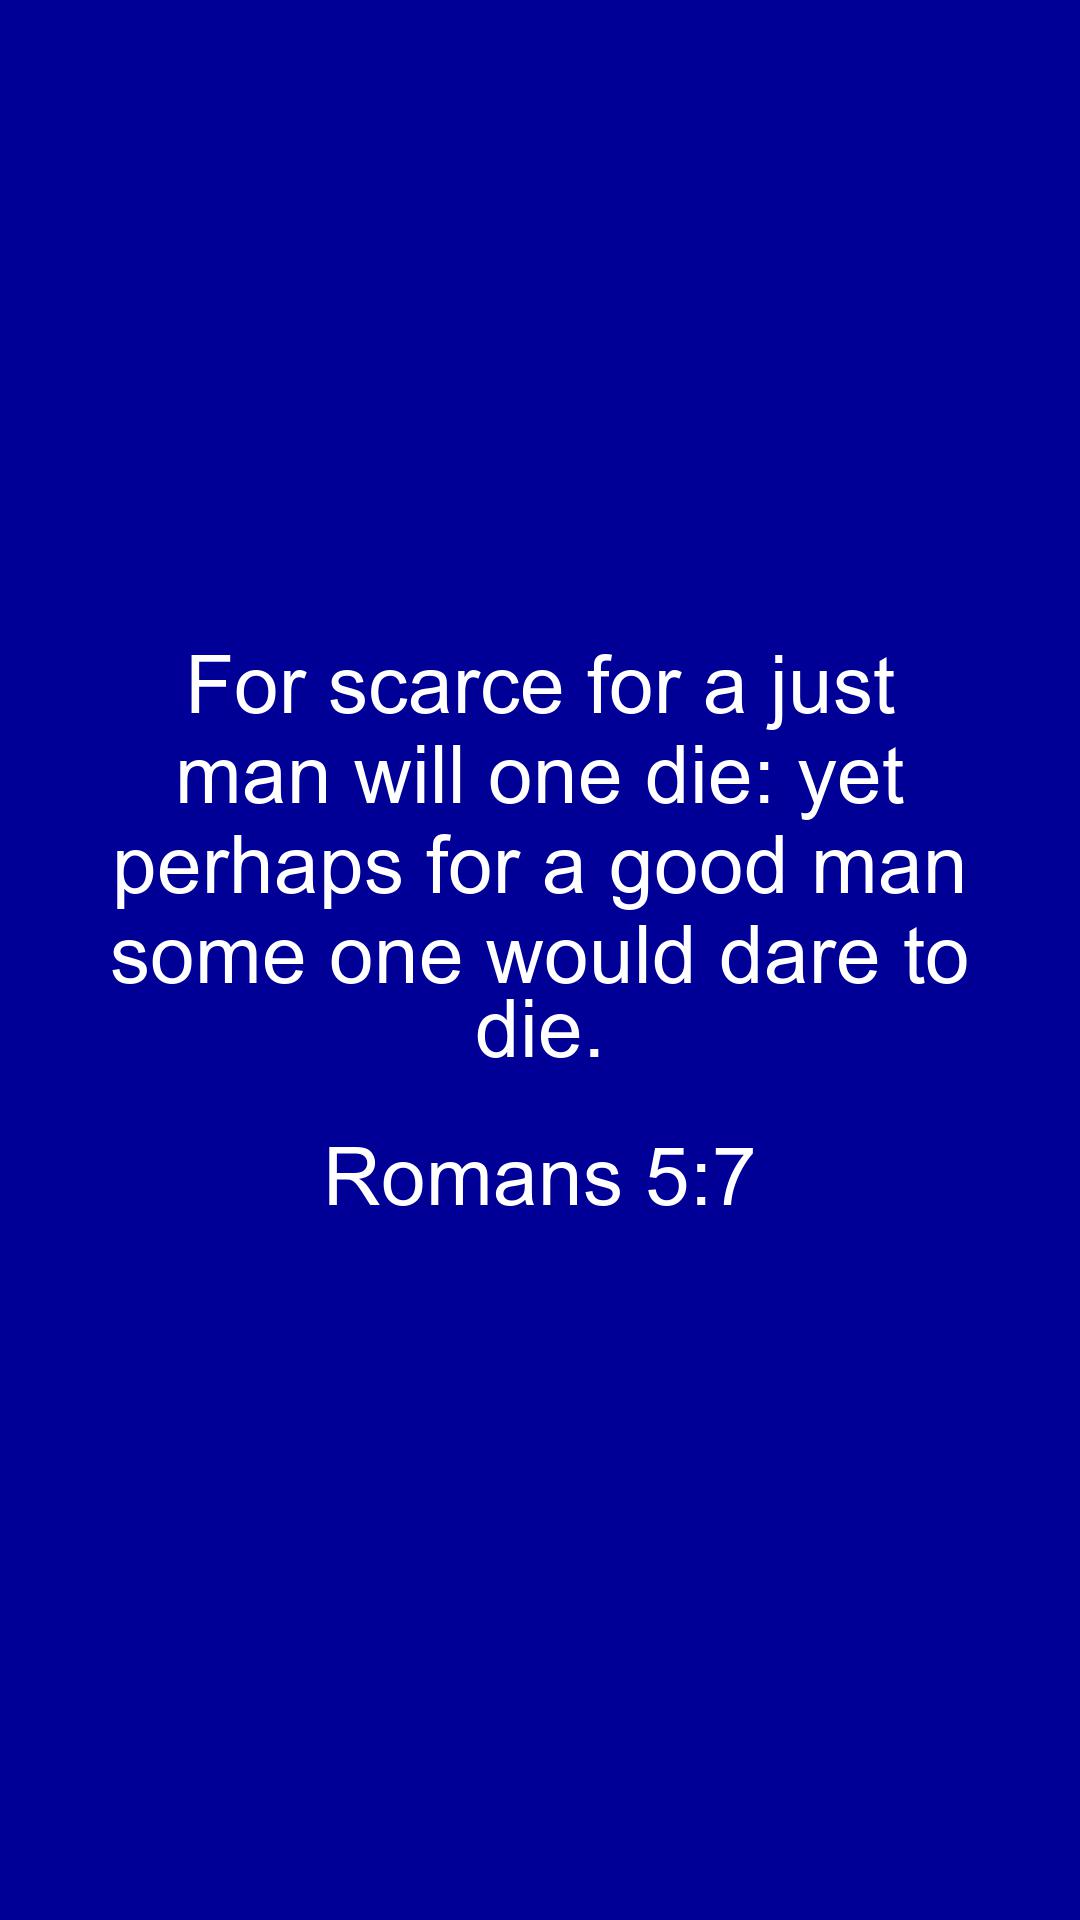 For scarce for a just
man will one die: yet
perhaps for a good man
some one would dare to
die.
Romans 5:7